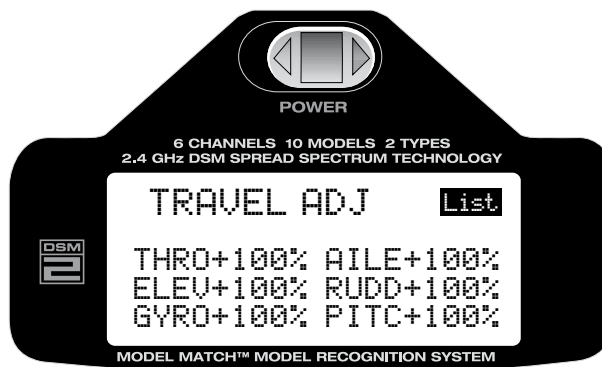 POWER
6 CHANNELS 10 MODELS 2 TYPES
2.4 GHz DSM SPREAD SPECTRUM TECHNOLOGY
TRAVEL ADJ List
DSM
2
THRO+100% AILE+100%
ELEV+100% RUDD+100%
GYRO+100% PITC+100%
MODEL MATCH™ MODEL RECOGNITION SYSTEM